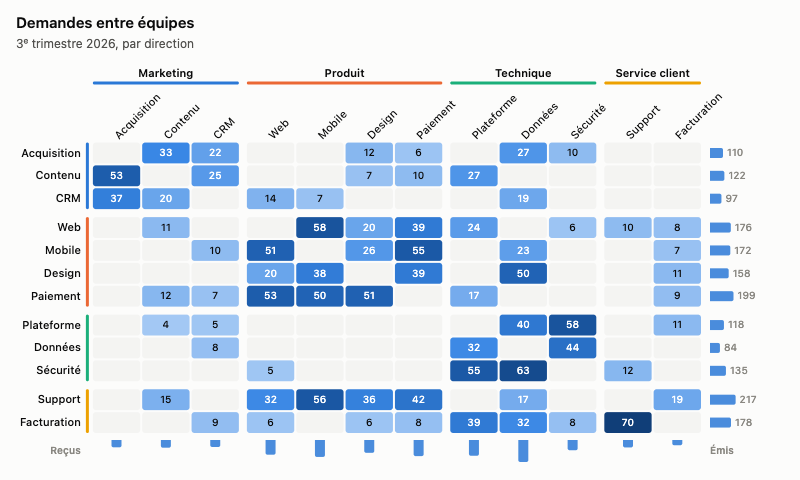 Demandes entre équipes
3ᵉ trimestre 2026, par direction
Marketing Produit Technique Service client
Acquisition Contenu CRM Web Mobile Design Paiement Plateforme Données Sécurité Support Facturation
Acquisition 33 22 12 6 27 10 110
Contenu 53 25 7 10 27 122
CRM 37 20 14 7 19 97
Web 11 58 20 39 24 6 10 8 176
Mobile 10 51 26 55 23 7 172
Design 20 38 39 50 11 158
Paiement 12 7 53 50 51 17 9 199
Plateforme 4 5 40 58 11 118
Données 8 32 44 84
Sécurité 5 55 63 12 135
Support 15 32 56 36 42 17 19 217
Facturation 9 6 6 8 39 32 8 70 178
Reçus Émis